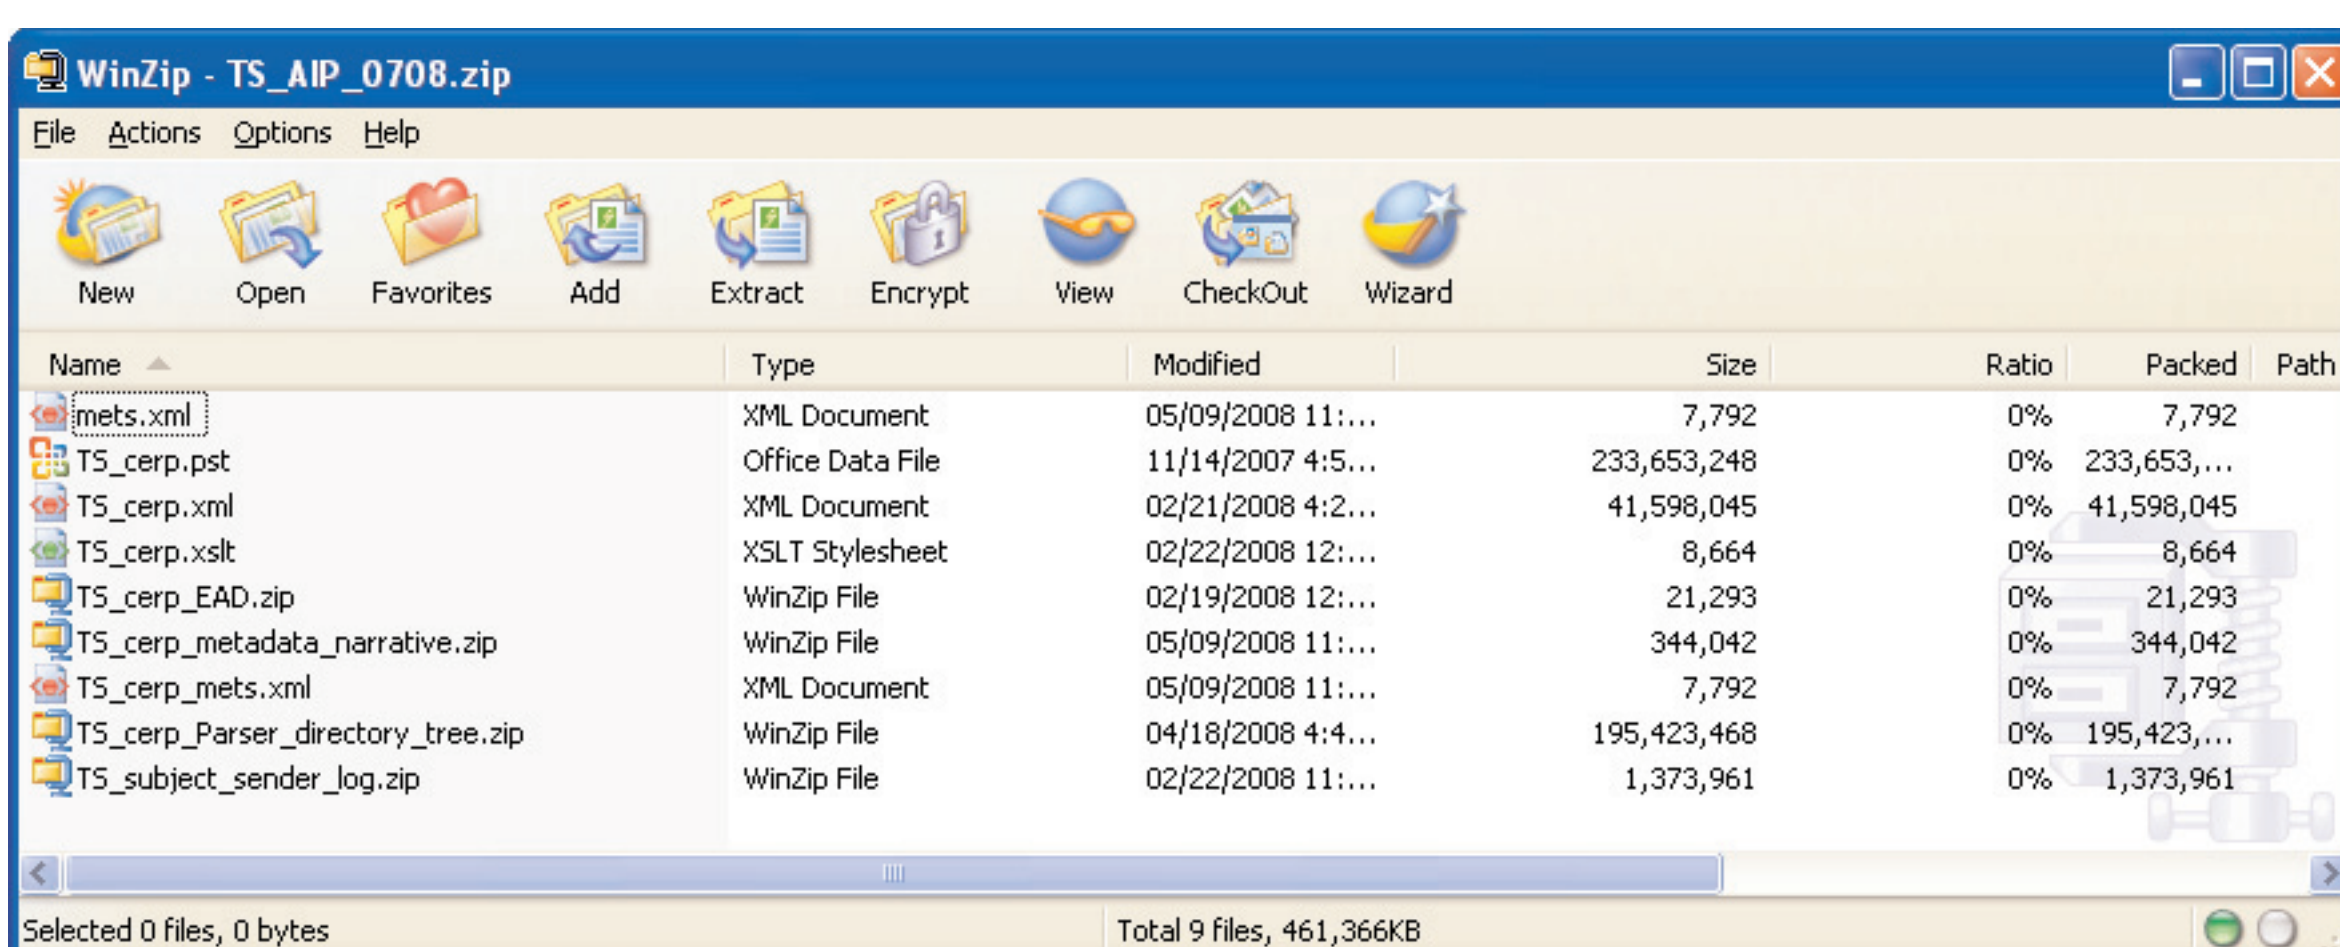 WinZip - TS_AIP_0708.zip
File Actions Options Help
New Open Favorites Add Extract Encrypt View CheckOut Wizard
Name Type Modified Size Ratio Packed Path
mets.xml XML Document 05/09/2008 11:... 7,792 0% 7,792
TS_cerp.pst Office Data File 11/14/2007 4:5... 233,653,248 0% 233,653,...
TS_cerp.xml XML Document 02/21/2008 4:2... 41,598,045 0% 41,598,045
TS_cerp.xslt XSLT Stylesheet 02/22/2008 12:... 8,664 0% 8,664
TS_cerp_EAD.zip WinZip File 02/19/2008 12:... 21,293 0% 21,293
TS_cerp_metadata_narrative.zip WinZip File 05/09/2008 11:... 344,042 0% 344,042
TS_cerp_mets.xml XML Document 05/09/2008 11:... 7,792 0% 7,792
TS_cerp_Parser_directory_tree.zip WinZip File 04/18/2008 4:4... 195,423,468 0% 195,423,...
TS_subject_sender_log.zip WinZip File 02/22/2008 11:... 1,373,961 0% 1,373,961
Selected 0 files, 0 bytes Total 9 files, 461,366KB